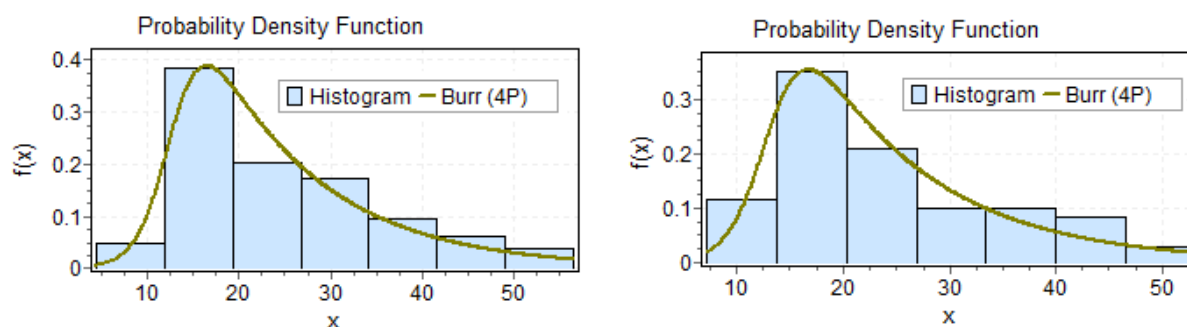 Probability Density Function
0.4
0.3
0.2
0.1
0
f(x)
Histogram Burr (4P)
10 20 30 40 50
x
Probability Density Function
0.3
0.2
0.1
0
f(x)
Histogram Burr (4P)
10 20 30 40 50
x